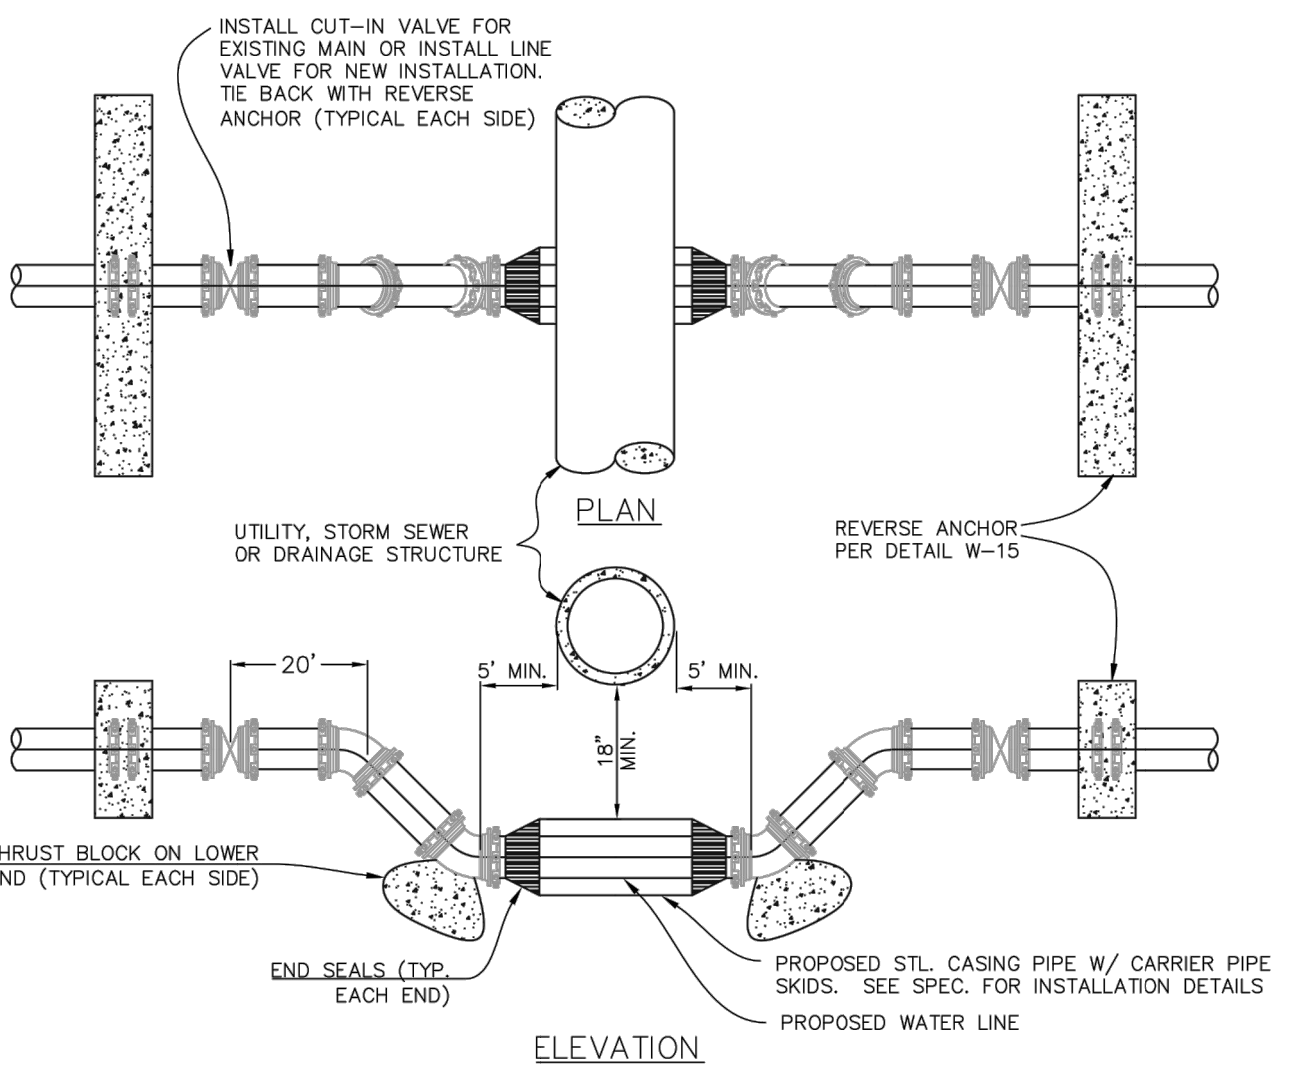 INSTALL CUT-IN VALVE FOR
EXISTING MAIN OR INSTALL LINE
VALVE FOR NEW INSTALLATION.
TIE BACK WITH REVERSE
ANCHOR (TYPICAL EACH SIDE)
PLAN
UTILITY, STORM SEWER
OR DRAINAGE STRUCTURE
REVERSE ANCHOR
PER DETAIL W-15
20'
5' MIN.
5' MIN.
18"
MIN.
HRUST BLOCK ON LOWER
ND (TYPICAL EACH SIDE)
END SEALS (TYP.
EACH END)
PROPOSED STL. CASING PIPE W/ CARRIER PIPE
SKIDS. SEE SPEC. FOR INSTALLATION DETAILS
PROPOSED WATER LINE
ELEVATION